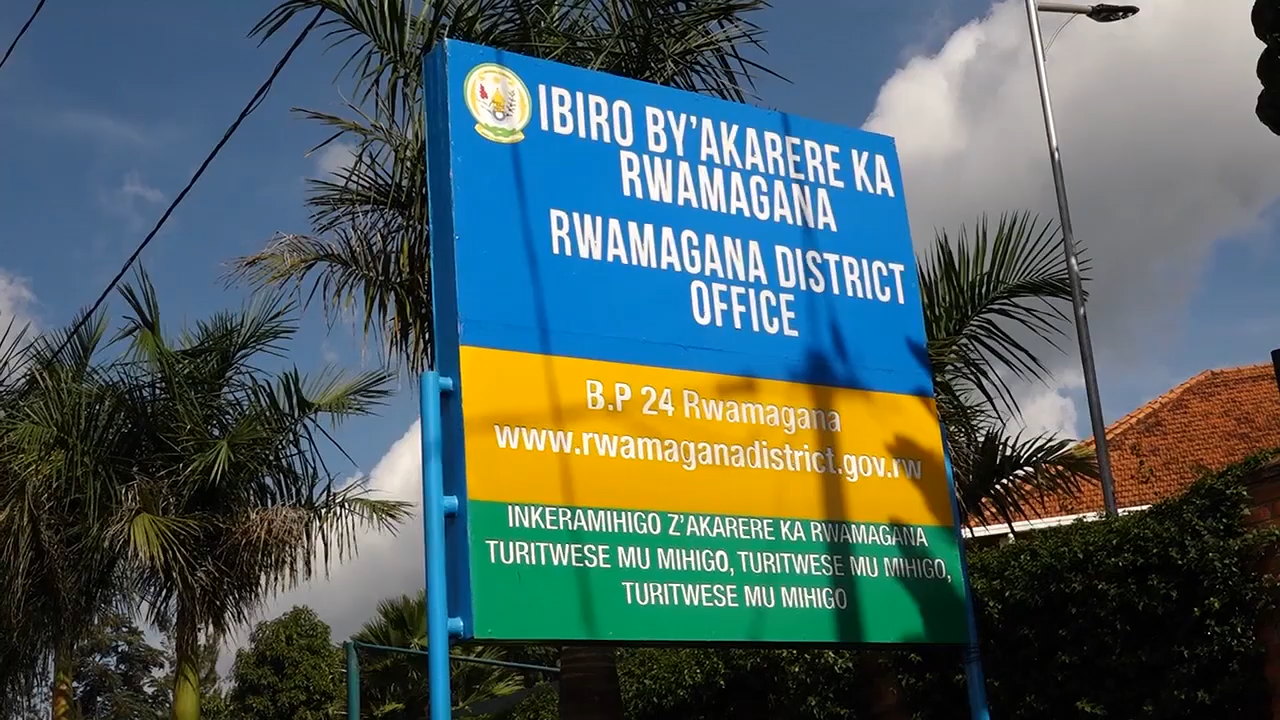 IBIRO BY'AKARERE KA
RWAMAGANA
RWAMAGANA DISTRICT
OFFICE
B.P 24 Rwamagana
www.rwamaganadistrict.gov.rw
INKERAMIHIGO Z'AKARERE KA RWAMAGANA
TURITWESE MU MIHIGO, TURITWESE MU MIHIGO,
TURITWESE MU MIHIGO